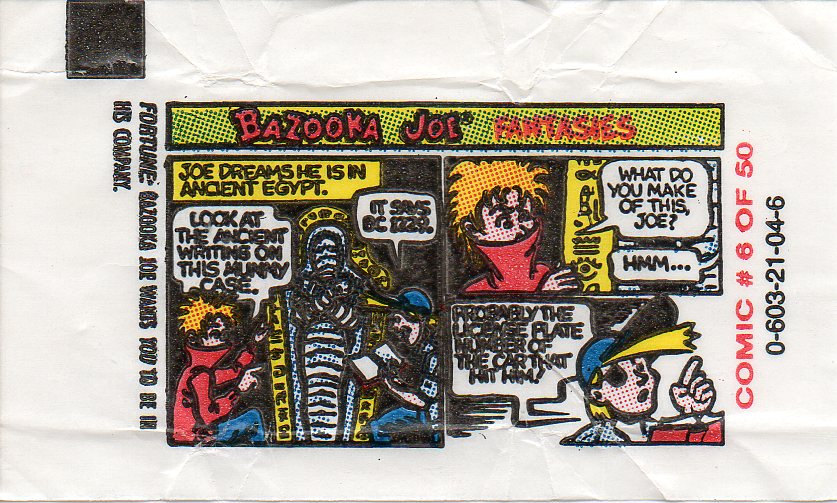 BAZOOKA JOE® FANTASIES
JOE DREAMS HE IS IN
ANCIENT EGYPT.
LOOK AT
THE ANCIENT
WRITING ON
THIS MUMMY
CASE.
IT SAYS
WHAT DO
YOU MAKE
OF THIS,
JOE?
HMM...
PROBABLY THE
LICENSE PLATE
NUMBER OF
THE CAR THAT
HIT HIM!
FORTUNE: BAZOOKA JOE WANTS YOU TO BE IN
HIS COMPANY.
COMIC # 6 OF 50
0-603-21-04-6